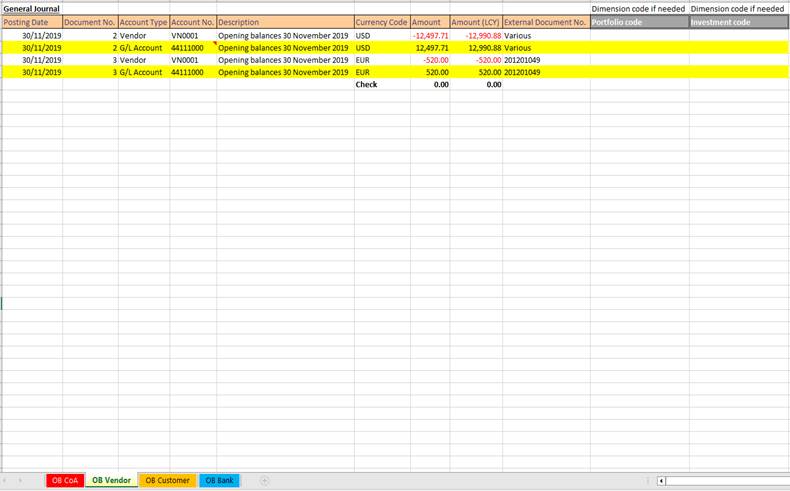 General Journal Dimension code if needed Dimension code if needed
Posting Date Document No. Account Type Account No. Description Currency Code Amount Amount (LCY) External Document No. Portfolio code Investment code
30/11/2019 2 Vendor VN0001 Opening balances 30 November 2019 USD -12,497.71 -12,990.88 Various
30/11/2019 2 G/L Account 44111000 Opening balances 30 November 2019 USD 12,497.71 12,990.88 Various
30/11/2019 3 Vendor VN0001 Opening balances 30 November 2019 EUR -520.00 -520.00 201201049
30/11/2019 3 G/L Account 44111000 Opening balances 30 November 2019 EUR 520.00 520.00 201201049
Check 0.00 0.00
OB CoA OB Vendor OB Customer OB Bank